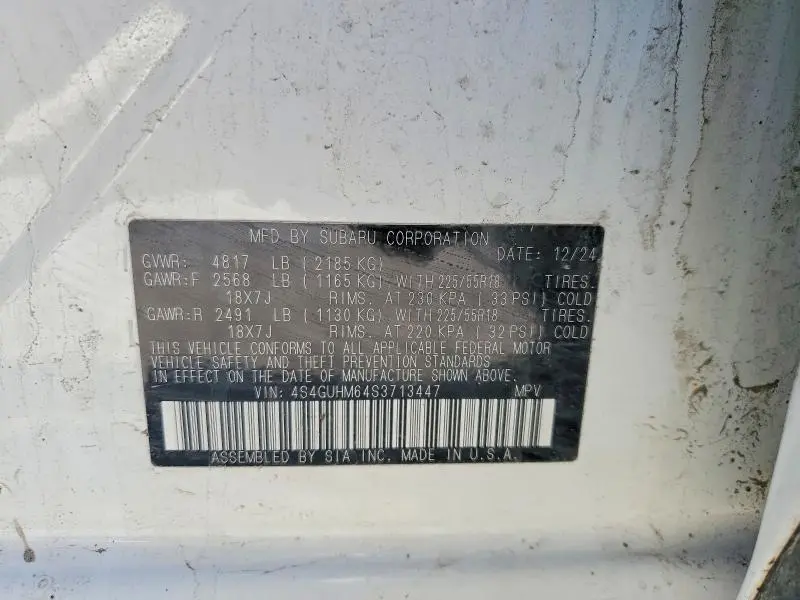 MFD BY SUBARU CORPORATION
DATE: 12/24
GVWR: 4817 LB (2185 KG)
GAWR:F 2568 LB (1165 KG) WITH 225/55R18 TIRES.
18X7J RIMS. AT 230 KPA (33 PSI) COLD
GAWR:R 2491 LB (1130 KG) WITH 225/55R18 TIRES.
18X7J RIMS. AT 220 KPA (32 PSI) COLD
THIS VEHICLE CONFORMS TO ALL APPLICABLE FEDERAL MOTOR
VEHICLE SAFETY AND THEFT PREVENTION STANDARDS
IN EFFECT ON THE DATE OF MANUFACTURE SHOWN ABOVE.
VIN: 4S4GUHM64S3713447 MPV
ASSEMBLED BY SIA INC. MADE IN U.S.A.